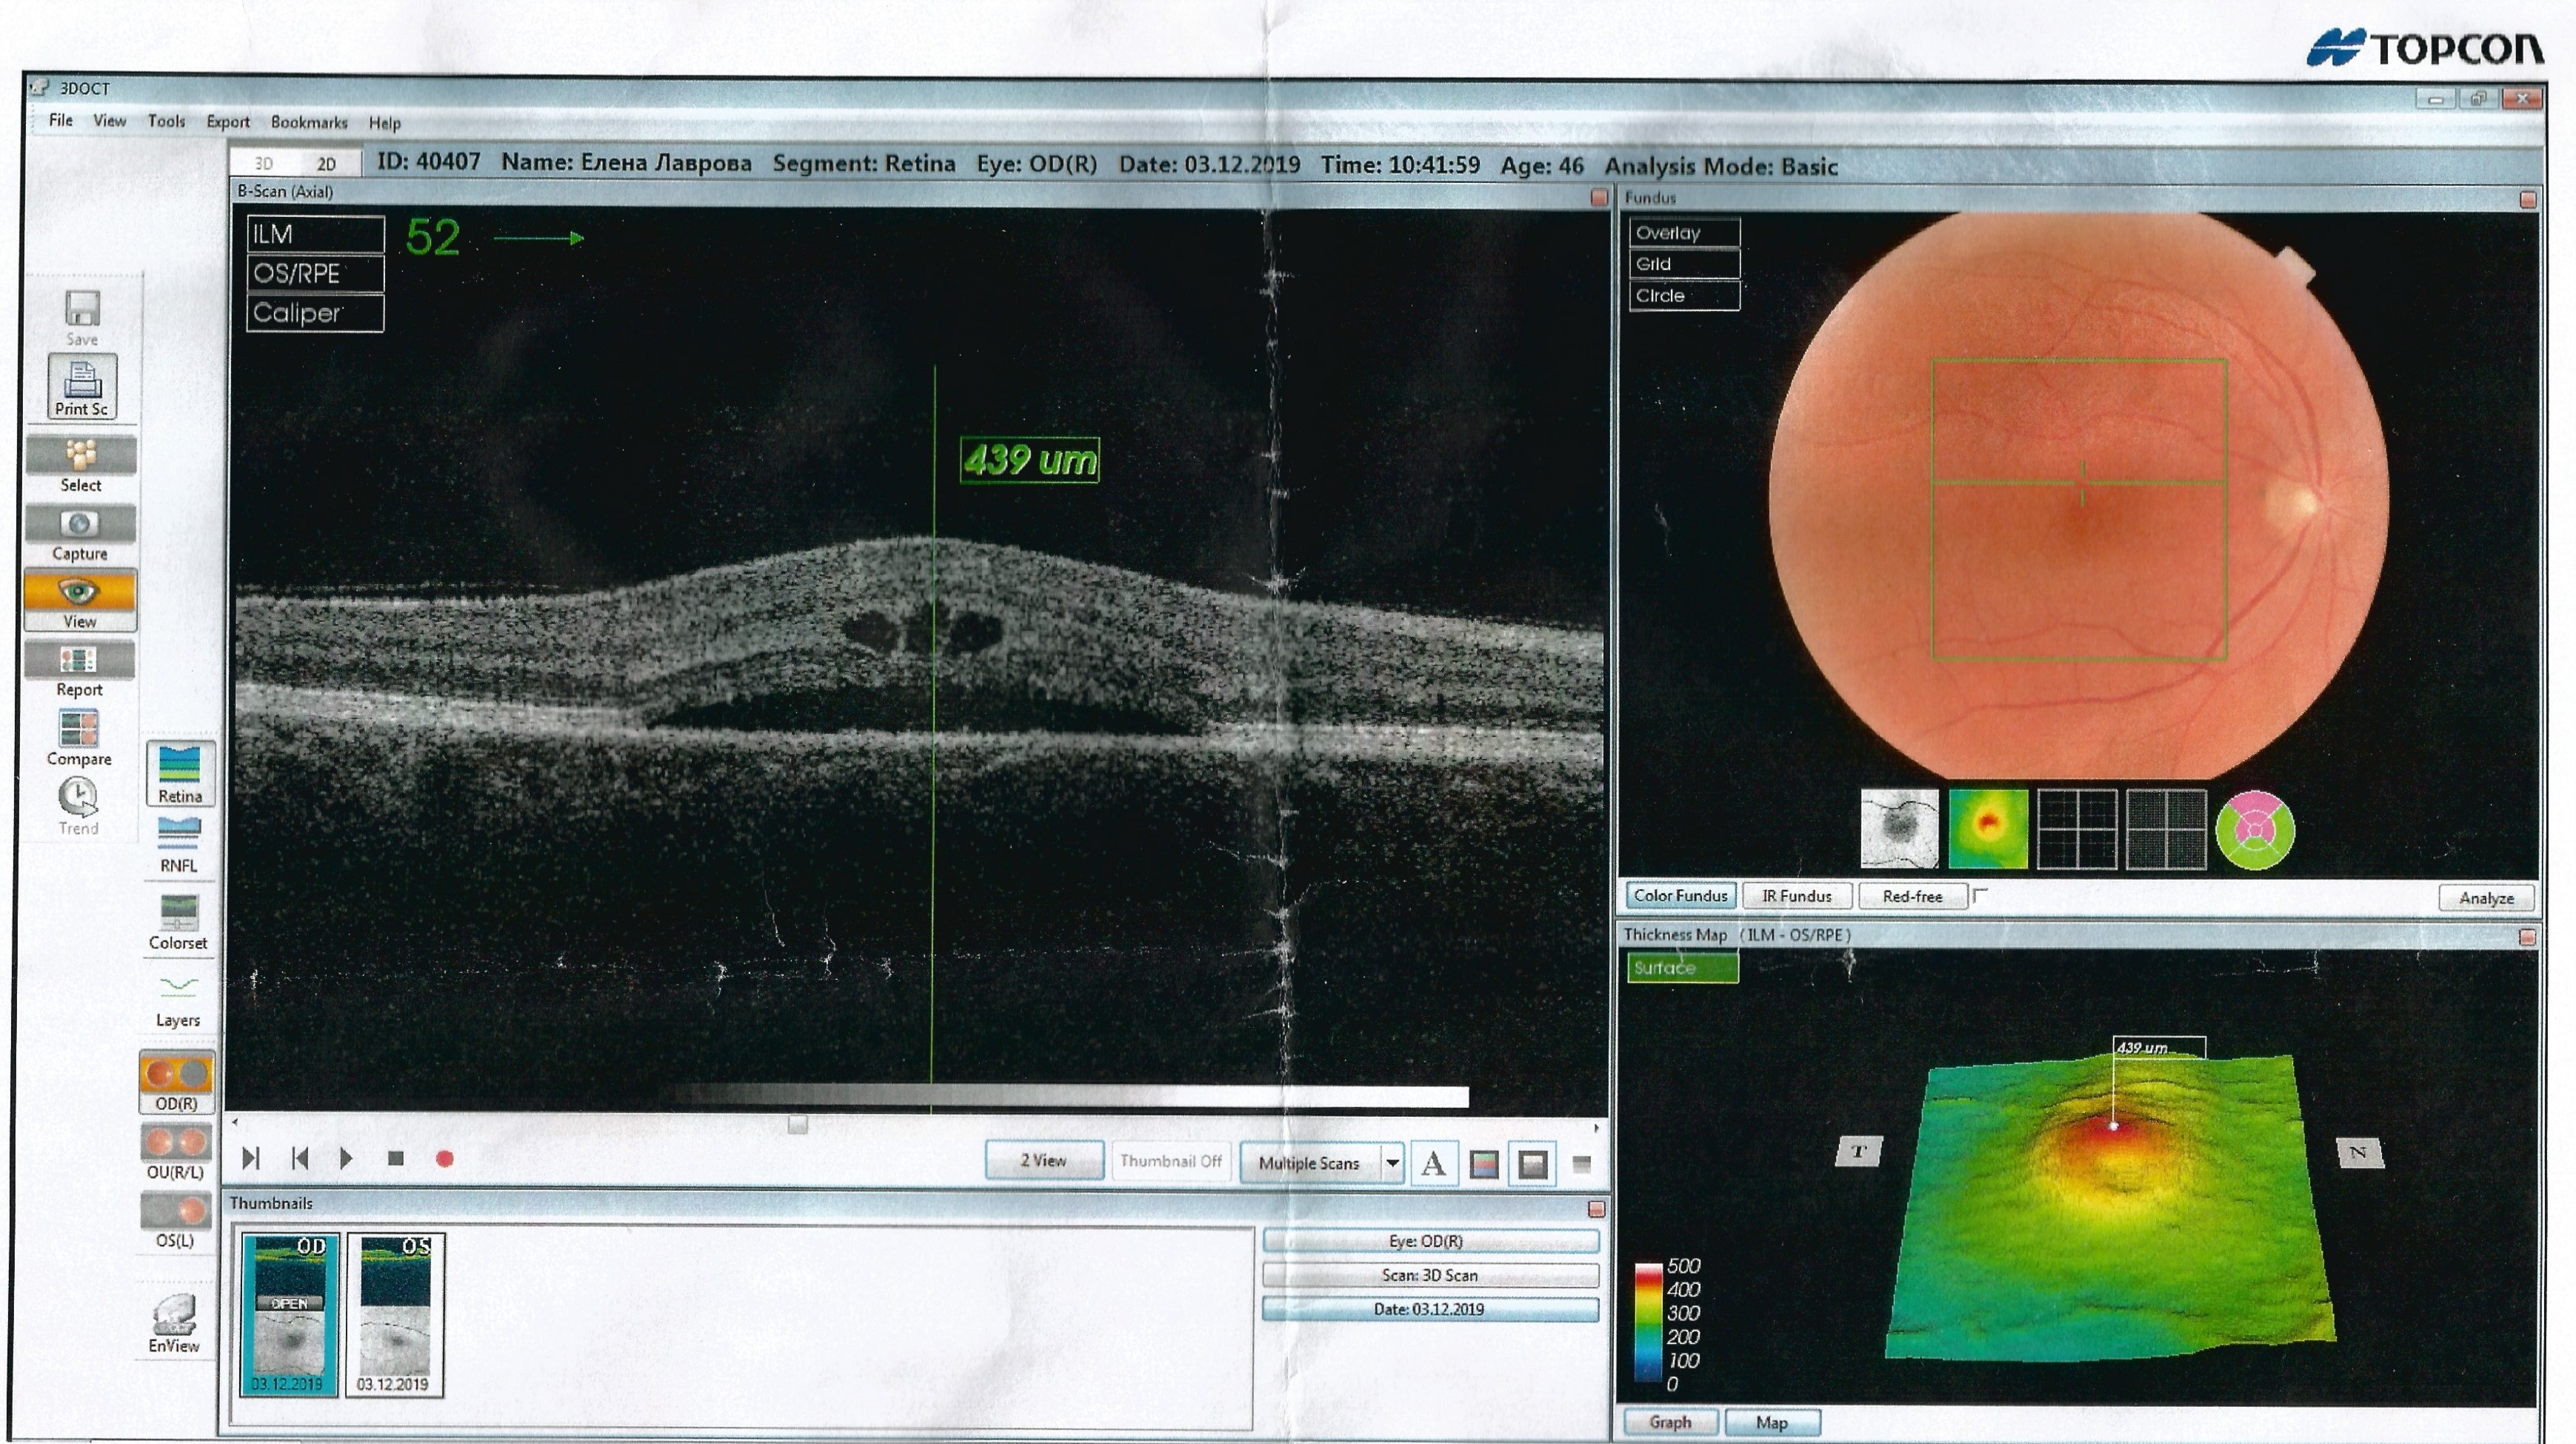 TOPCON
3DOCT
File View Tools Export Bookmarks Help
3D 2D ID: 40407 Name: Елена Лаврова Segment: Retina Eye: OD(R) Date: 03.12.2019 Time: 10:41:59 Age: 46 Analysis Mode: Basic
B-Scan (Axial)
ILM
OS/RPE
Caliper
52
439 um
Save
Print Sc
Select
Capture
View
Report
Compare
Trend
Retina
RNFL
Colorset
Layers
OD(R)
OU(R/L)
OS(L)
EnView
2 View Thumbnail Off Multiple Scans A
Thumbnails
OD
OPEN
03.12.2019
OS
03.12.2019
Eye: OD(R)
Scan: 3D Scan
Date: 03.12.2019
Fundus
Overlay
Grid
Circle
Color Fundus IR Fundus Red-free Analyze
Thickness Map (ILM - OS/RPE)
Surface
439 um
T N
500
400
300
200
100
0
Graph Map